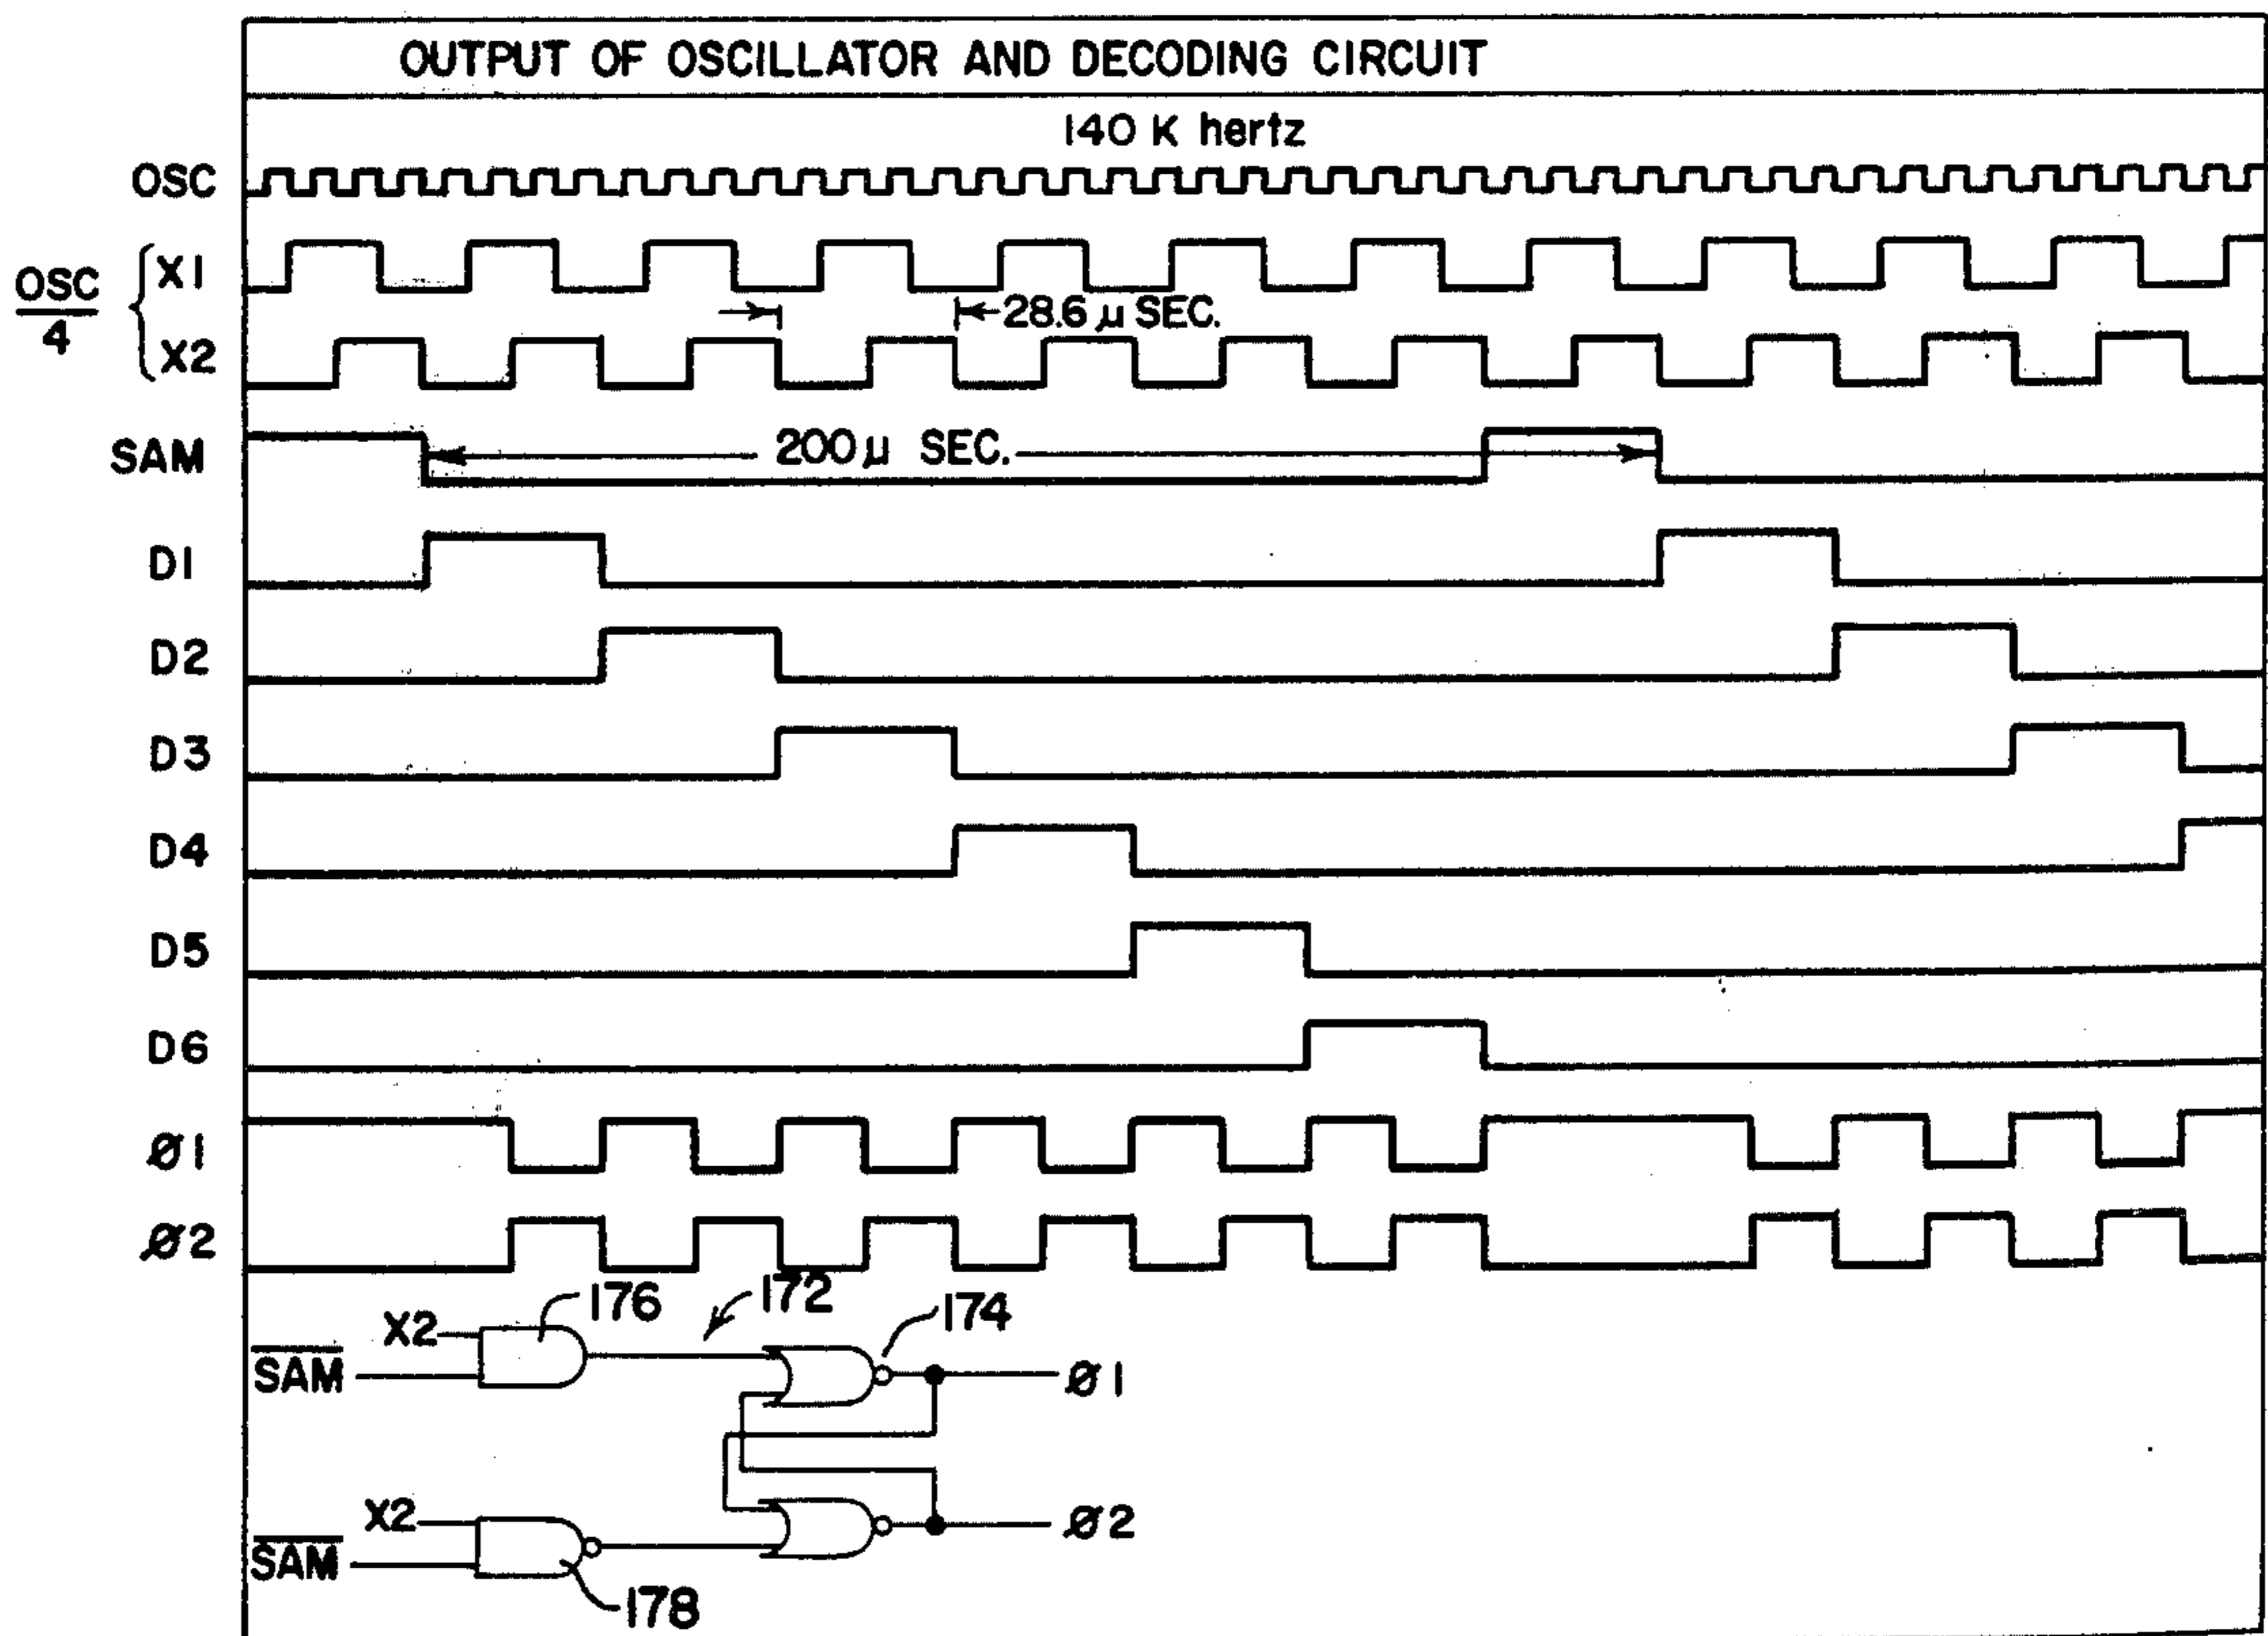 OUTPUT OF OSCILLATOR AND DECODING CIRCUIT
140 K hertz
OSC
OSC/4
X1
28.6 µ SEC.
X2
SAM
200 µ SEC.
D1
D2
D3
D4
D5
D6
Ø1
Ø2
176
172
174
X2
SAM
Ø1
X2
SAM
Ø2
178